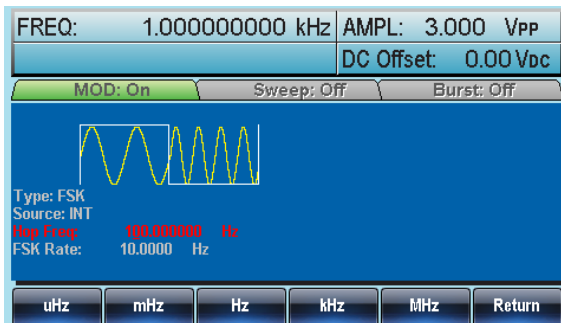 FREQ: 1.000000000 kHz AMPL: 3.000 VPP
DC Offset: 0.00 VDC
MOD: On Sweep: Off Burst: Off
Type: FSK
Source: INT
Hop Freq: 100.000000 Hz
FSK Rate: 10.0000 Hz
uHz mHz Hz kHz MHz Return